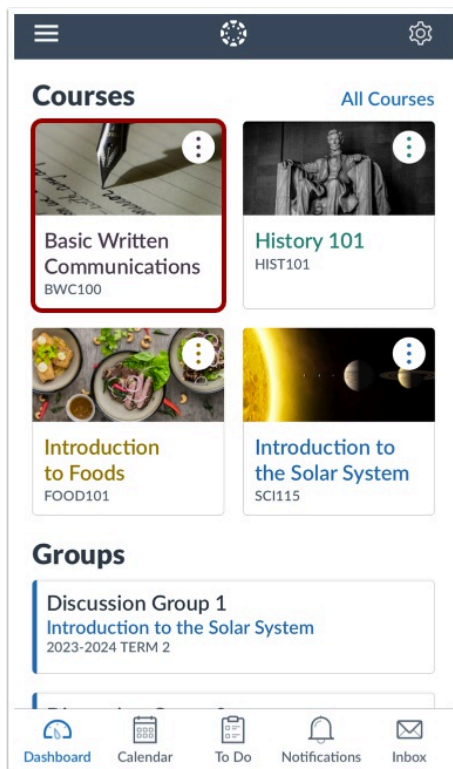 Courses
All Courses
Basic Written
Communications
BWC100
History 101
HIST101
Introduction
to Foods
FOOD101
Introduction to
the Solar System
SCI115
Groups
Discussion Group 1
Introduction to the Solar System
2023-2024 TERM 2
Dashboard
Calendar
To Do
Notifications
Inbox